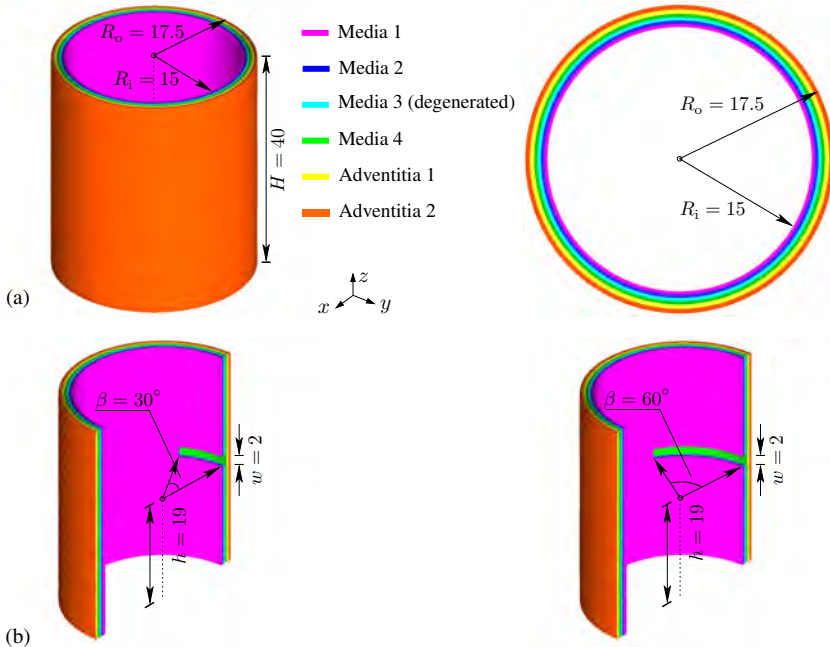 R_o = 17.5
R_i = 15
H = 40
Media 1
Media 2
Media 3 (degenerated)
Media 4
Adventitia 1
Adventitia 2
R_o = 17.5
R_i = 15
z
x
y
(a)
β = 30°
w = 2
h = 19
β = 60°
w = 2
h = 19
(b)